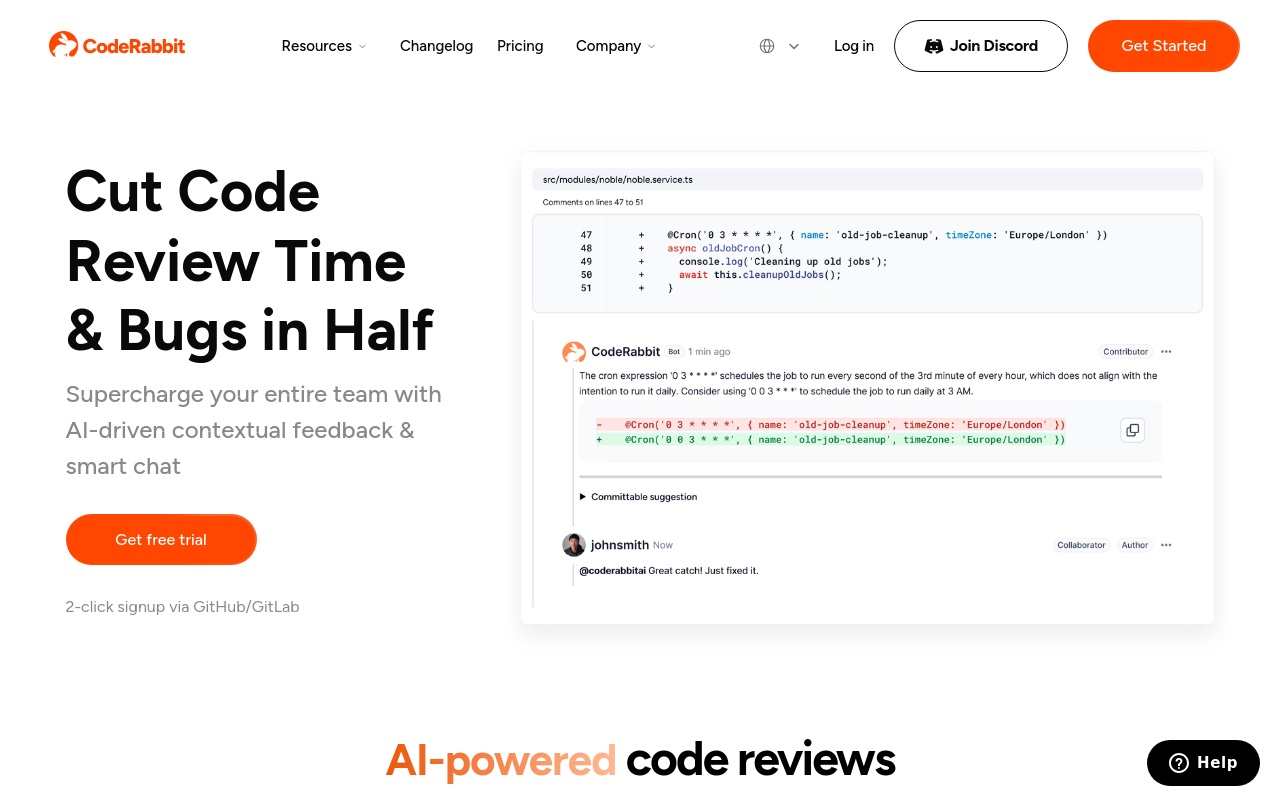 CodeRabbit
Resources
Changelog
Pricing
Company
Log in
Join Discord
Get Started
Cut Code
Review Time
& Bugs in Half
Supercharge your entire team with
AI-driven contextual feedback &
smart chat
Get free trial
2-click signup via GitHub/GitLab
src/modules/noble/noble.service.ts
Comments on lines 47 to 51
47 + @Cron('0 3 * * * *', { name: 'old-job-cleanup', timeZone: 'Europe/London' })
48 + async oldJobCron() {
49 + console.log('Cleaning up old jobs');
50 + await this.cleanupOldJobs();
51 + }
CodeRabbit Bot 1 min ago Contributor
The cron expression '0 3 * * * *' schedules the job to run every second of the 3rd minute of every hour, which does not align with the
intention to run it daily. Consider using '0 0 3 * * *' to schedule the job to run daily at 3 AM.
- @Cron('0 3 * * * *', { name: 'old-job-cleanup', timeZone: 'Europe/London' })
+ @Cron('0 0 3 * * *', { name: 'old-job-cleanup', timeZone: 'Europe/London' })
Committable suggestion
johnsmith Now Collaborator Author
@coderabbitai Great catch! Just fixed it.
AI-powered code reviews
Help